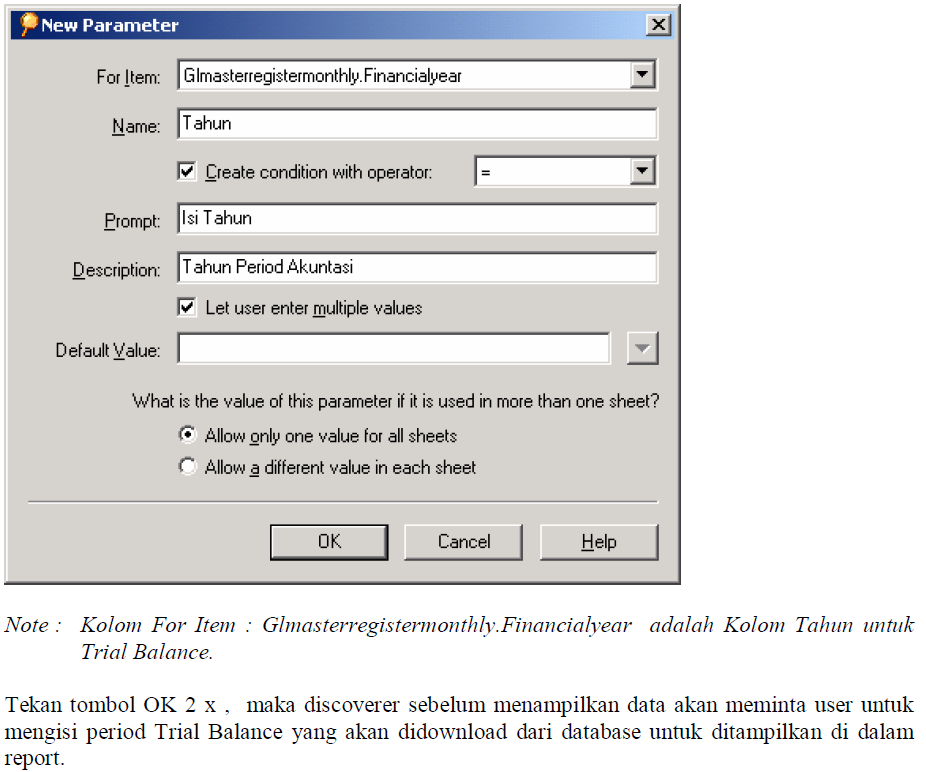 New Parameter
For Item: Glmasterregistermonthly.Financialyear
Name: Tahun
Create condition with operator: =
Prompt: Isi Tahun
Description: Tahun Period Akuntasi
Let user enter multiple values
Default Value:
What is the value of this parameter if it is used in more than one sheet?
Allow only one value for all sheets
Allow a different value in each sheet
OK Cancel Help
Note : Kolom For Item : Glmasterregistermonthly.Financialyear adalah Kolom Tahun untuk
Trial Balance.
Tekan tombol OK 2 x , maka discoverer sebelum menampilkan data akan meminta user untuk
mengisi period Trial Balance yang akan didownload dari database untuk ditampilkan di dalam
report.